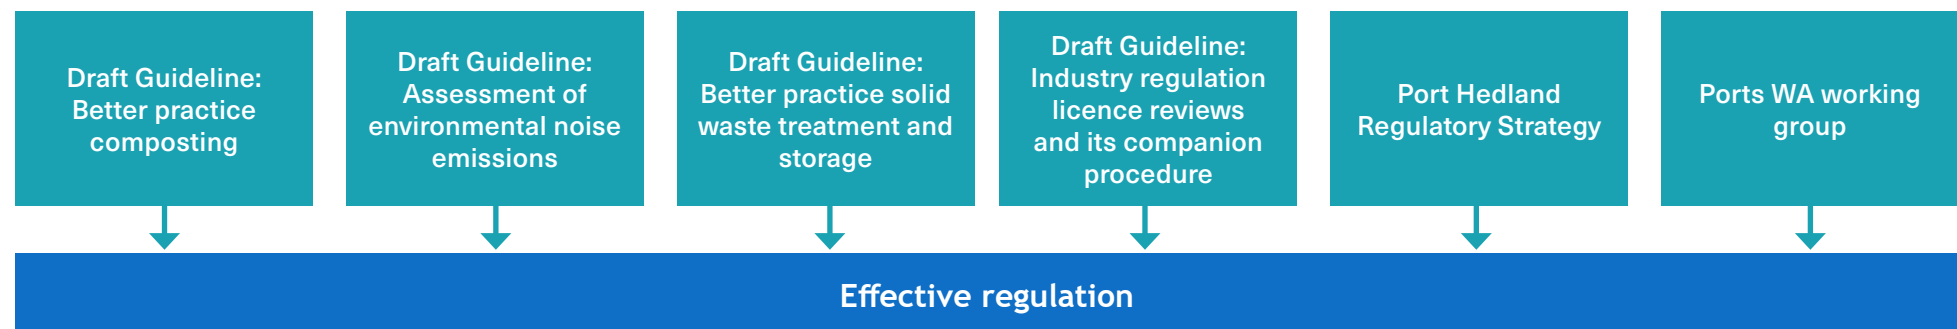 Draft Guideline:
Better practice
composting
Draft Guideline:
Assessment of
environmental noise
emissions
Draft Guideline:
Better practice solid
waste treatment and
storage
Draft Guideline:
Industry regulation
licence reviews
and its companion
procedure
Port Hedland
Regulatory Strategy
Ports WA working
group
Effective regulation